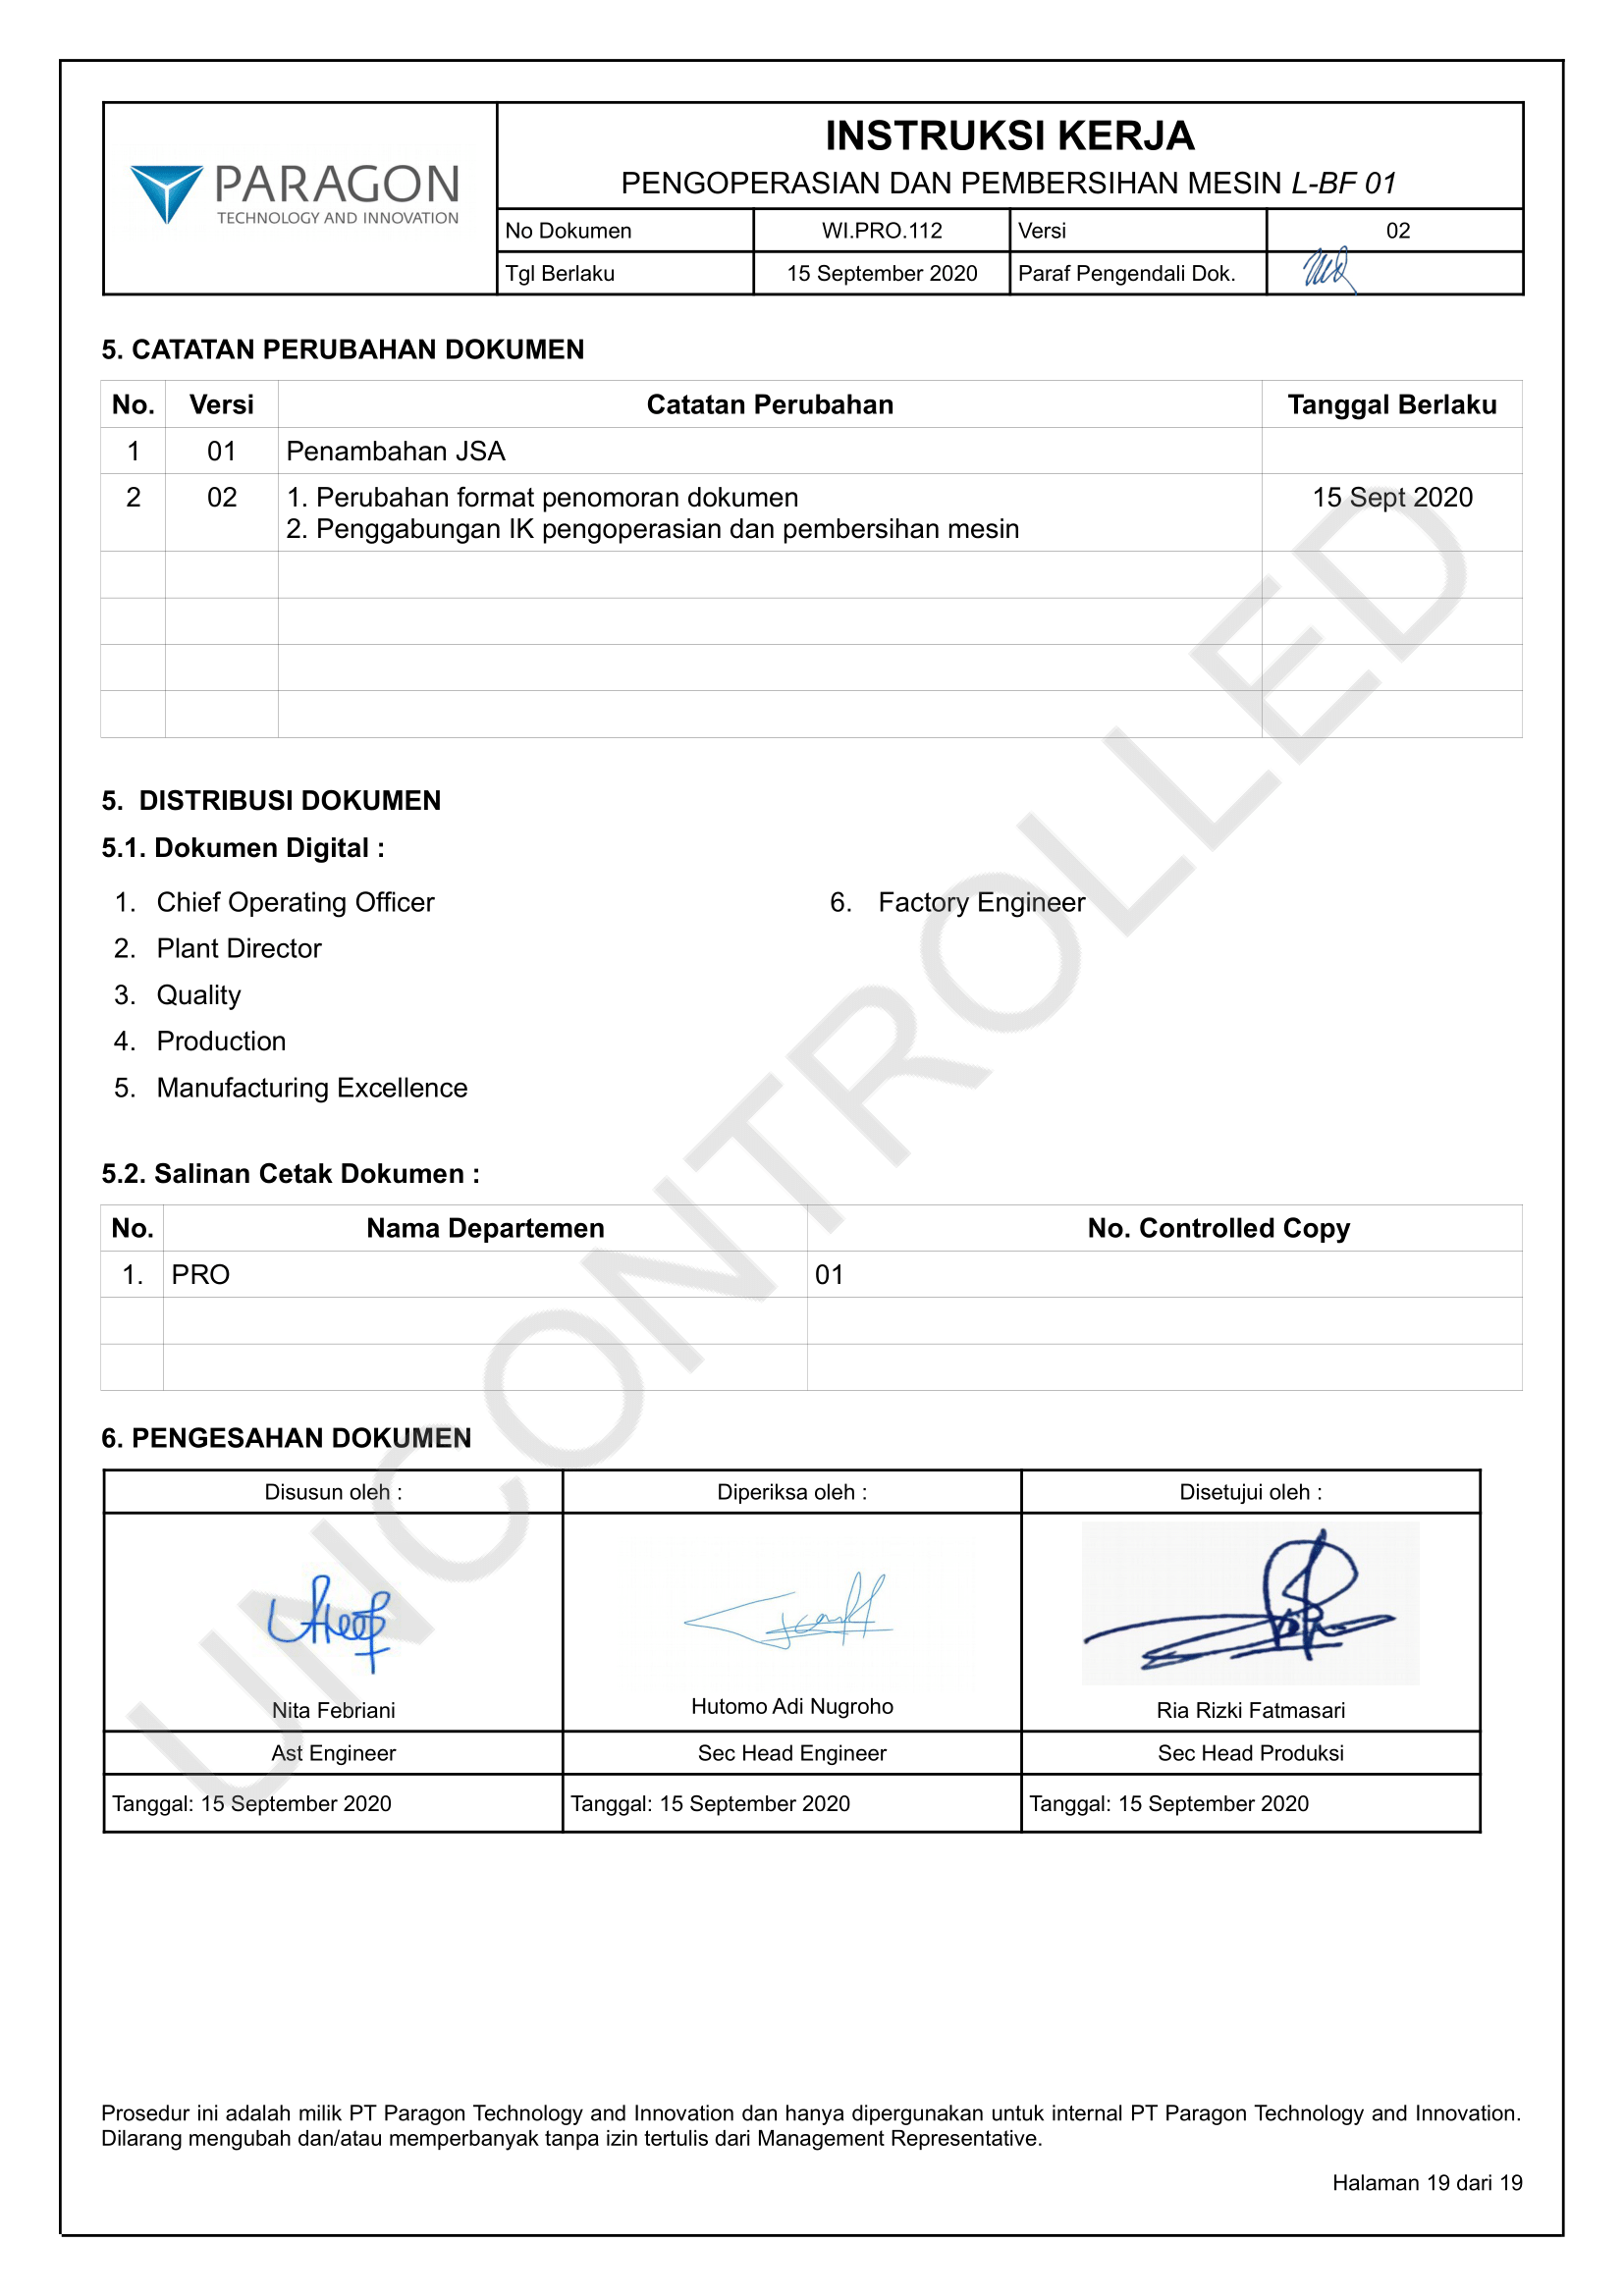 PARAGON
TECHNOLOGY AND INNOVATION
INSTRUKSI KERJA
PENGOPERASIAN DAN PEMBERSIHAN MESIN L-BF 01
No Dokumen WI.PRO.112 Versi 02
Tgl Berlaku 15 September 2020 Paraf Pengendali Dok.
5. CATATAN PERUBAHAN DOKUMEN
No. Versi Catatan Perubahan Tanggal Berlaku
1 01 Penambahan JSA
2 02 1. Perubahan format penomoran dokumen 15 Sept 2020
2. Penggabungan IK pengoperasian dan pembersihan mesin
5. DISTRIBUSI DOKUMEN
5.1. Dokumen Digital :
1. Chief Operating Officer
2. Plant Director
3. Quality
4. Production
5. Manufacturing Excellence
6. Factory Engineer
5.2. Salinan Cetak Dokumen :
No. Nama Departemen No. Controlled Copy
1. PRO 01
6. PENGESAHAN DOKUMEN
Disusun oleh : Diperiksa oleh : Disetujui oleh :
Nita Febriani Hutomo Adi Nugroho Ria Rizki Fatmasari
Ast Engineer Sec Head Engineer Sec Head Produksi
Tanggal: 15 September 2020 Tanggal: 15 September 2020 Tanggal: 15 September 2020
UNCONTROLLED
Prosedur ini adalah milik PT Paragon Technology and Innovation dan hanya dipergunakan untuk internal PT Paragon Technology and Innovation.
Dilarang mengubah dan/atau memperbanyak tanpa izin tertulis dari Management Representative.
Halaman 19 dari 19